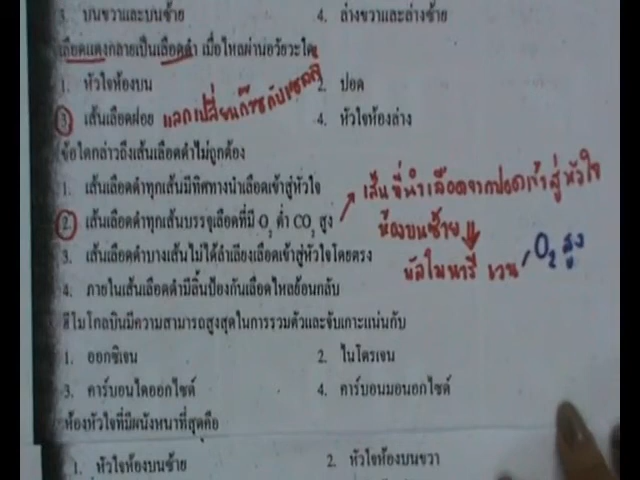 3. บนขวาและบนซ้าย 4. ล่างขวาและล่างซ้าย
เลือดแดงกลายเป็นเลือดดำ เมื่อไหลผ่านอวัยวะใด
1. หัวใจห้องบน 2. ปอด
3. เส้นเลือดฝอย แลกเปลี่ยนก๊าซกับเซลล์ 4. หัวใจห้องล่าง
ข้อใดกล่าวถึงเส้นเลือดดำไม่ถูกต้อง
1. เส้นเลือดดำทุกเส้นมีทิศทางนำเลือดเข้าสู่หัวใจ
เส้นที่นำเลือดจากปอดเข้าสู่หัวใจ
2. เส้นเลือดดำทุกเส้นบรรจุเลือดที่มี O2 ต่ำ CO2 สูง
ห้องบนซ้าย
3. เส้นเลือดดำบางเส้นไม่ได้ลำเลียงเลือดเข้าสู่หัวใจโดยตรง
พัลโมนารี เวน O2 สูง
4. ภายในเส้นเลือดดำมีลิ้นป้องกันเลือดไหลย้อนกลับ
ฮีโมโกลบินมีความสามารถสูงสุดในการรวมตัวและจับเกาะแน่นกับ
1. ออกซิเจน 2. ไนโตรเจน
3. คาร์บอนไดออกไซด์ 4. คาร์บอนมอนอกไซด์
ห้องหัวใจที่มีผนังหนาที่สุดคือ
1. หัวใจห้องบนซ้าย 2. หัวใจห้องบนขวา